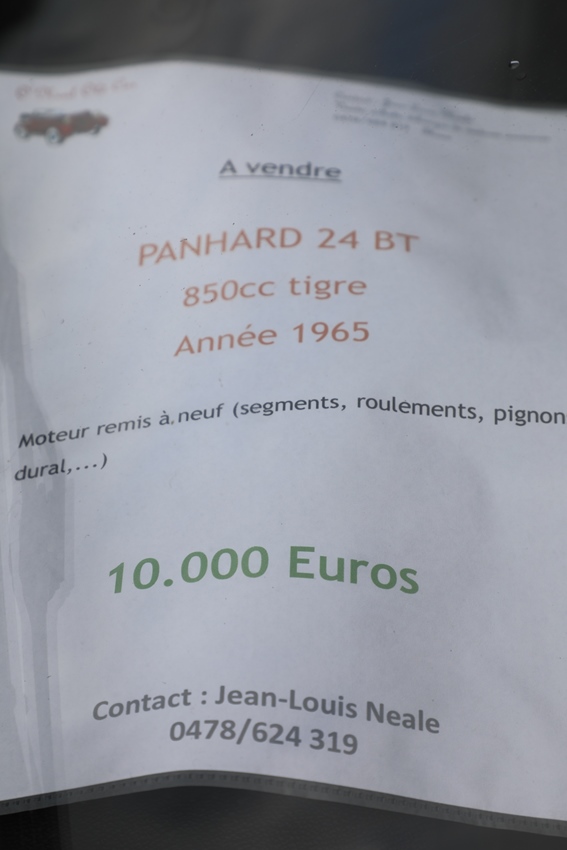 A vendre
PANHARD 24 BT
850cc tigre
Année 1965
Moteur remis à neuf (segments, roulements, pignon
dural,...)
10.000 Euros
Contact : Jean-Louis Neale
0478/624 319